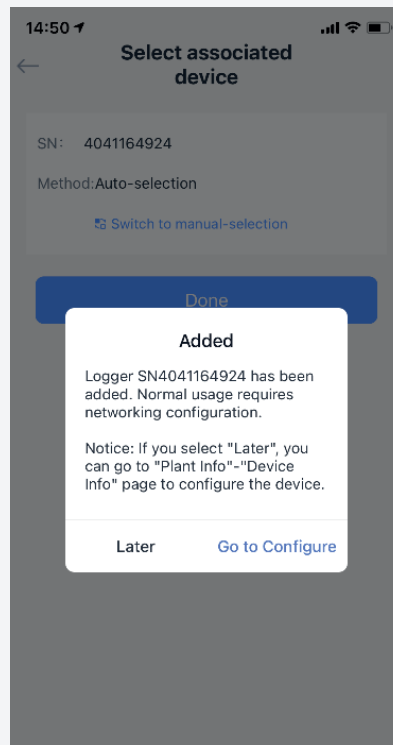 14:50
Select associated
device
SN: 4041164924
Method:Auto-selection
Switch to manual-selection
Done
Added
Logger SN4041164924 has been
added. Normal usage requires
networking configuration.
Notice: If you select "Later", you
can go to "Plant Info"-"Device
Info" page to configure the device.
Later
Go to Configure